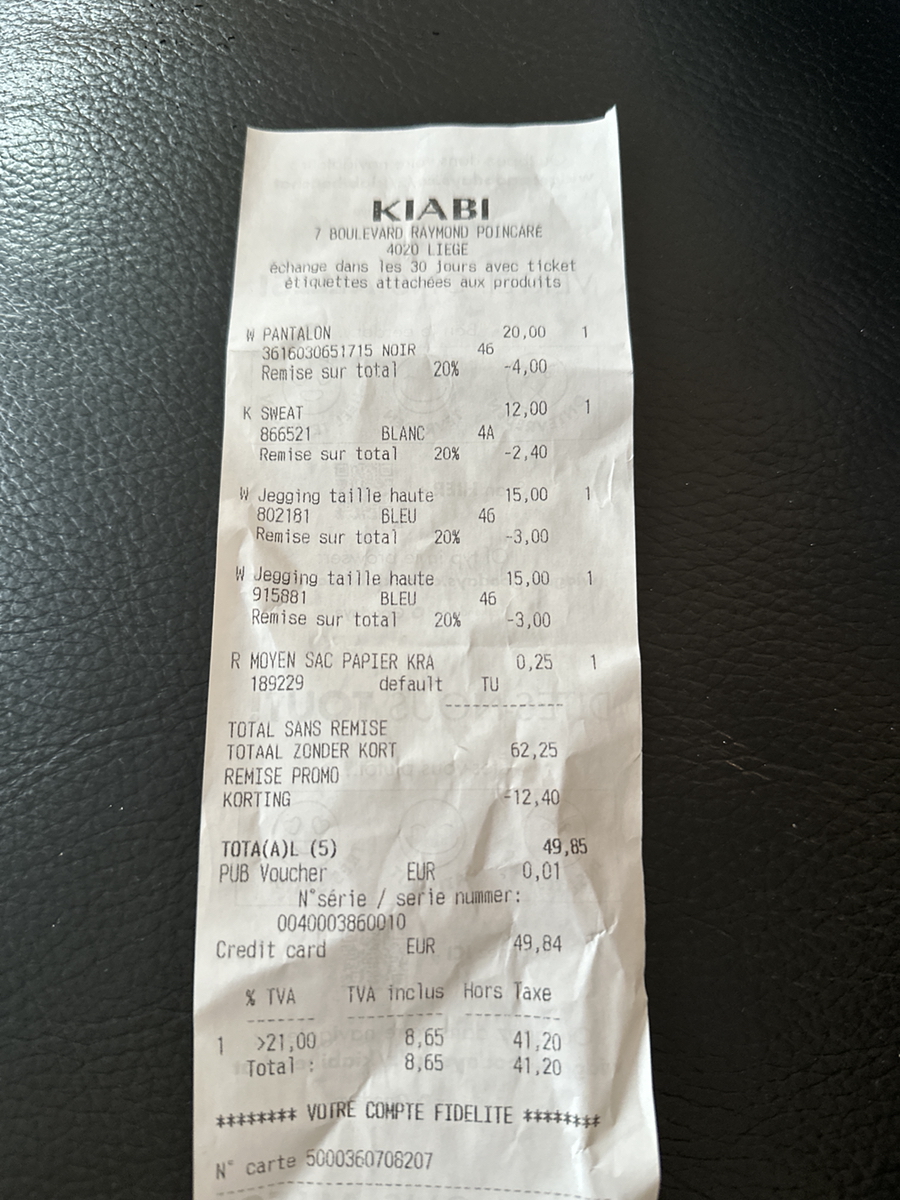 KIABI
7 BOULEVARD RAYMOND POINCARÉ
4020 LIEGE
échange dans les 30 jours avec ticket
étiquettes attachées aux produits
W PANTALON 20,00 1
3616030651715 NOIR 46
Remise sur total 20% -4,00
K SWEAT 12,00 1
866521 BLANC 4A
Remise sur total 20% -2,40
W Jegging taille haute 15,00 1
802181 BLEU 46
Remise sur total 20% -3,00
W Jegging taille haute 15,00 1
915881 BLEU 46
Remise sur total 20% -3,00
R MOYEN SAC PAPIER KRA 0,25 1
189229 default TU
-------------
TOTAL SANS REMISE
TOTAAL ZONDER KORT 62,25
REMISE PROMO
KORTING -12,40
TOTA(A)L (5) 49,85
PUB Voucher EUR 0,01
N°série / serie nummer:
0040003860010
Credit card EUR 49,84
% TVA TVA inclus Hors Taxe
------- ---------- ----------
1 >21,00 8,65 41,20
Total : 8,65 41,20
******** VOTRE COMPTE FIDELITE ********
N° carte 5000360708207